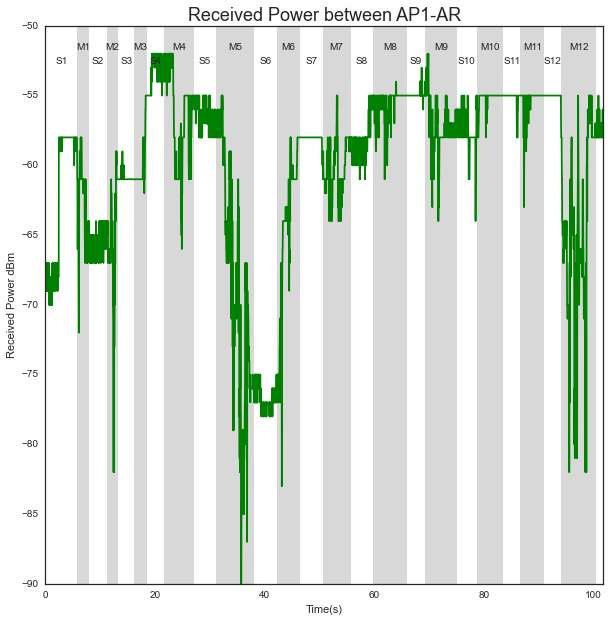 Received Power between AP1-AR
−50
M1 M2 M3 M4 M5 M6 M7 M8 M9 M10 M11 M12
S1 S2 S3 S4 S5 S6 S7 S8 S9 S10 S11 S12
−55
−60
−65
−70
−75
−80
−85
−90
Received Power dBm
0 20 40 60 80 100
Time(s)